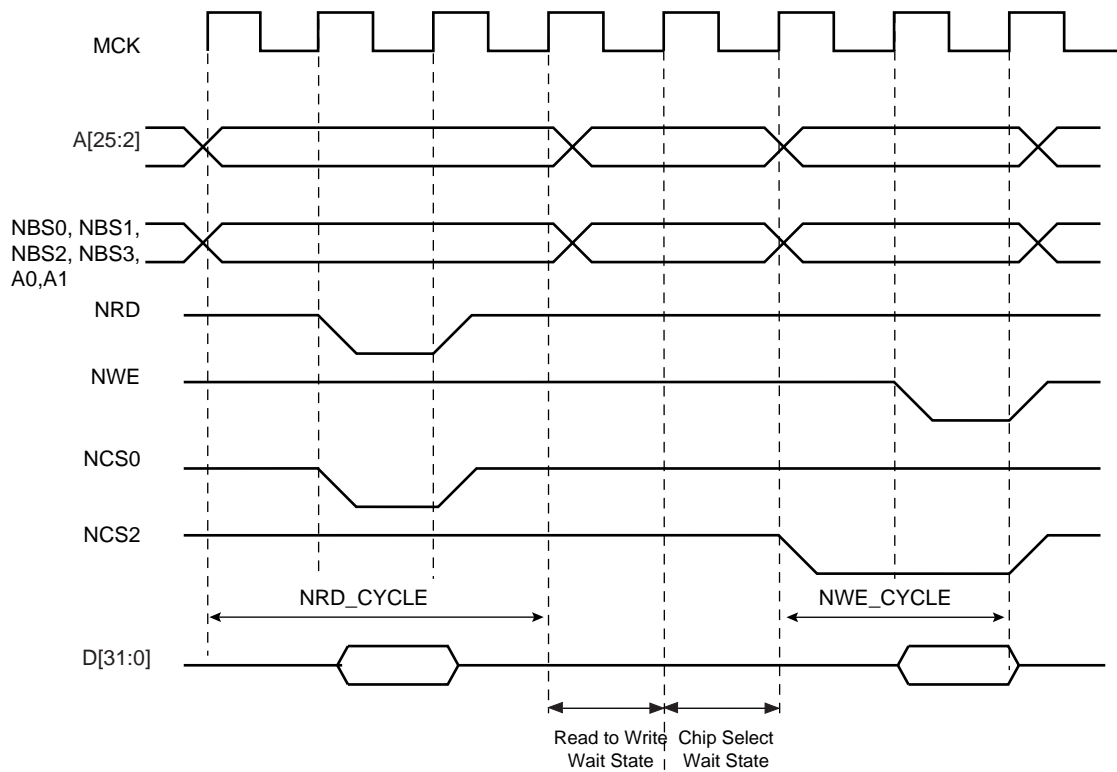 MCK
A[25:2]
NBS0, NBS1,
NBS2, NBS3,
A0,A1
NRD
NWE
NCS0
NCS2
NRD_CYCLE
NWE_CYCLE
D[31:0]
Read to Write
Wait State
Chip Select
Wait State